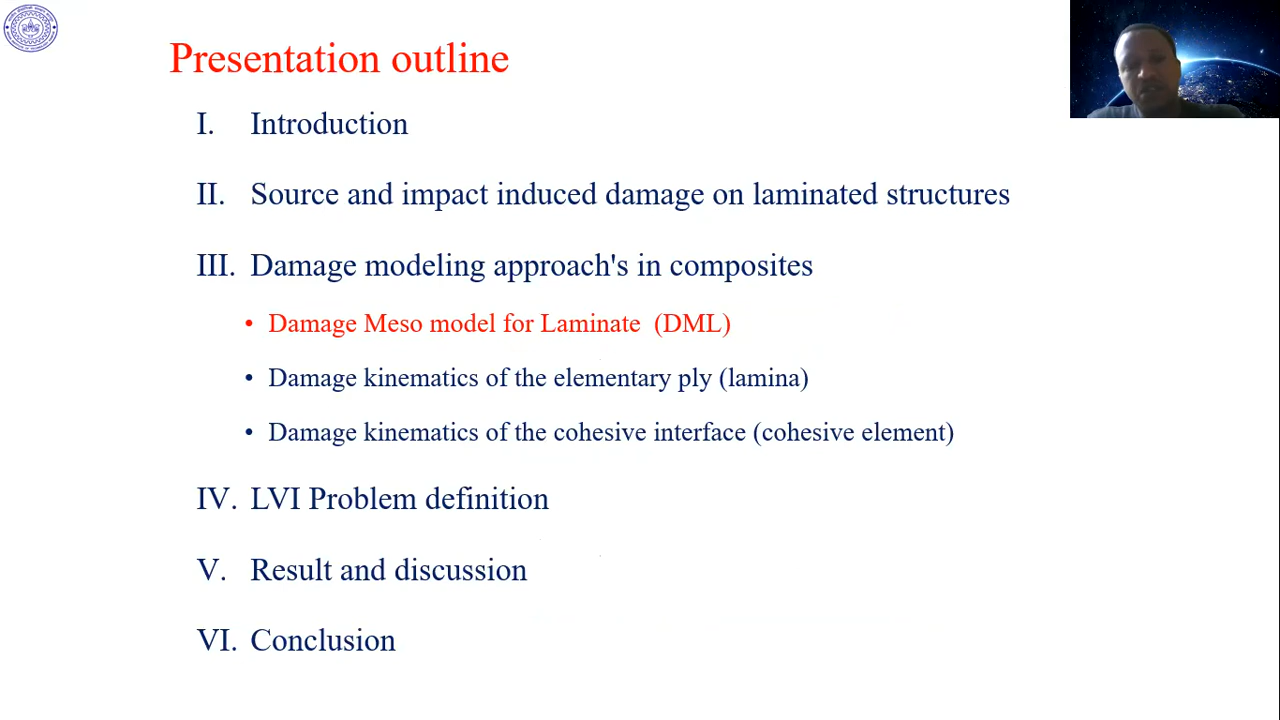 Presentation outline
I. Introduction
II. Source and impact induced damage on laminated structures
III. Damage modeling approach's in composites
• Damage Meso model for Laminate (DML)
• Damage kinematics of the elementary ply (lamina)
• Damage kinematics of the cohesive interface (cohesive element)
IV. LVI Problem definition
V. Result and discussion
VI. Conclusion